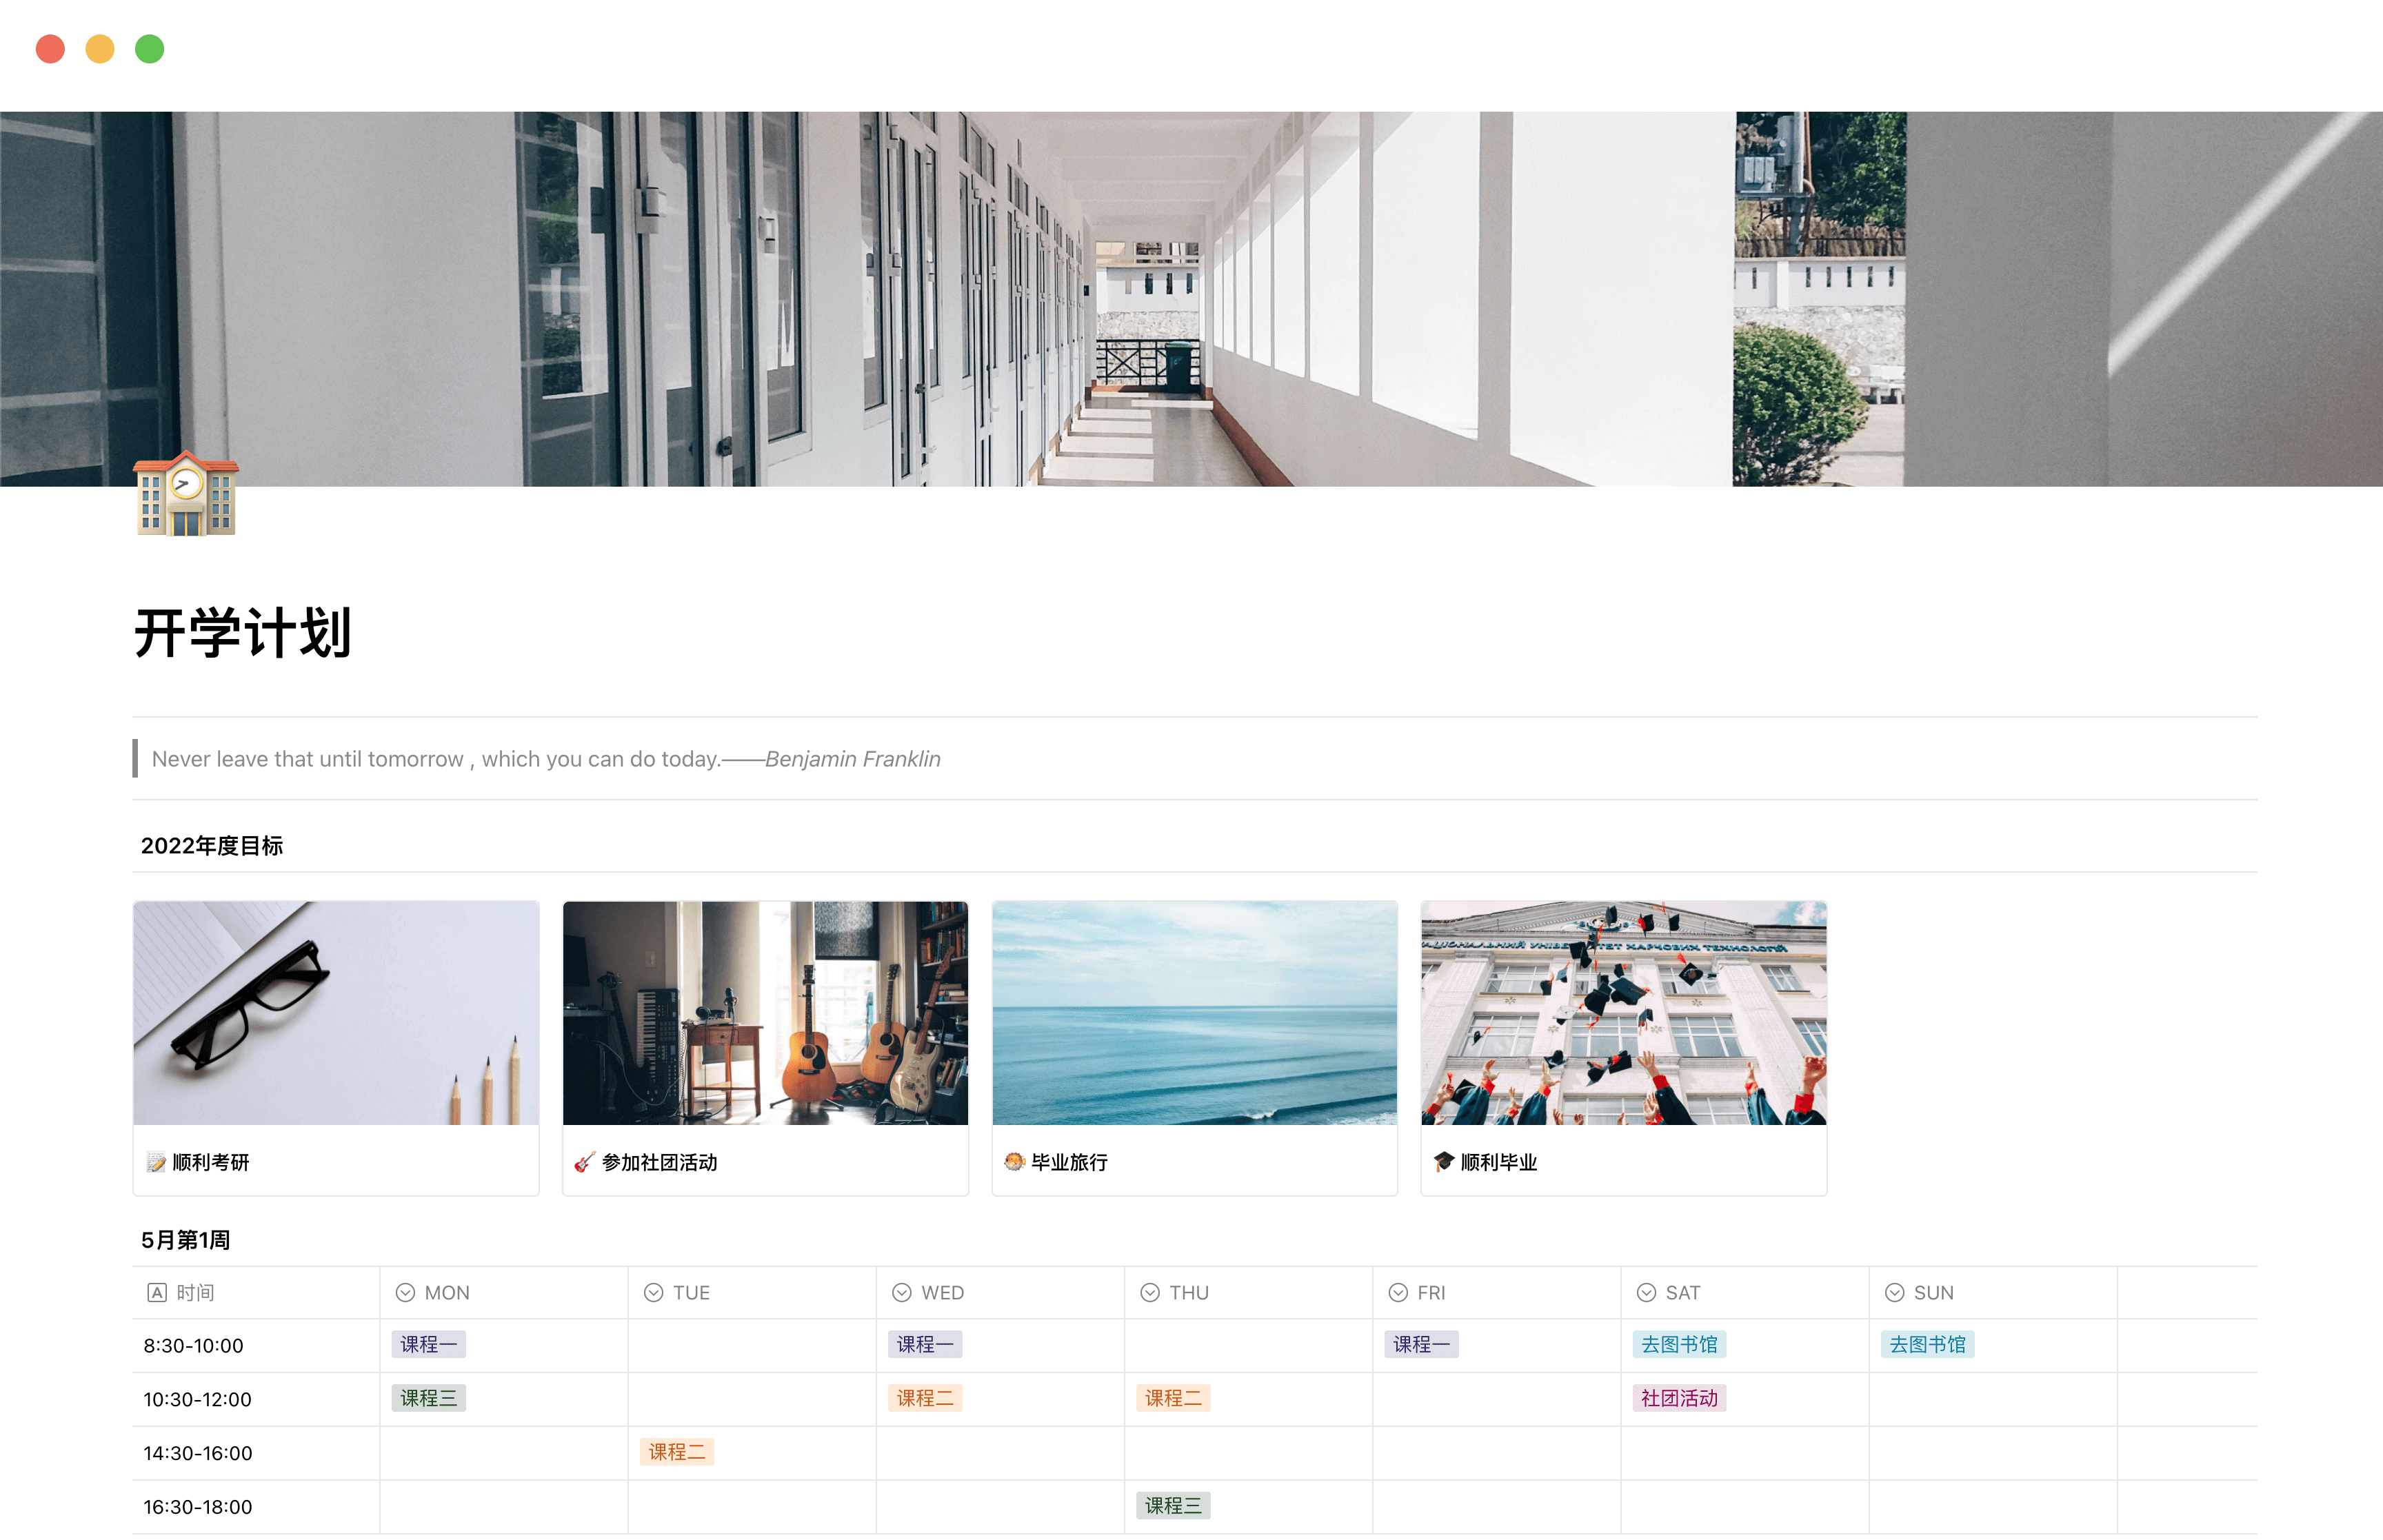 开学计划
Never leave that until tomorrow , which you can do today.——Benjamin Franklin
2022年度目标
НАЦІОНАЛЬНИЙ УНІВЕРСИТЕТ ХАРЧОВИХ ТЕХНОЛОГІЙ
📝 顺利考研
🎸 参加社团活动
🐡 毕业旅行
🎓 顺利毕业
5月第1周
时间 MON TUE WED THU FRI SAT SUN
8:30-10:00 课程一 课程一 课程一 去图书馆 去图书馆
10:30-12:00 课程三 课程二 课程二 社团活动
14:30-16:00 课程二
16:30-18:00 课程三